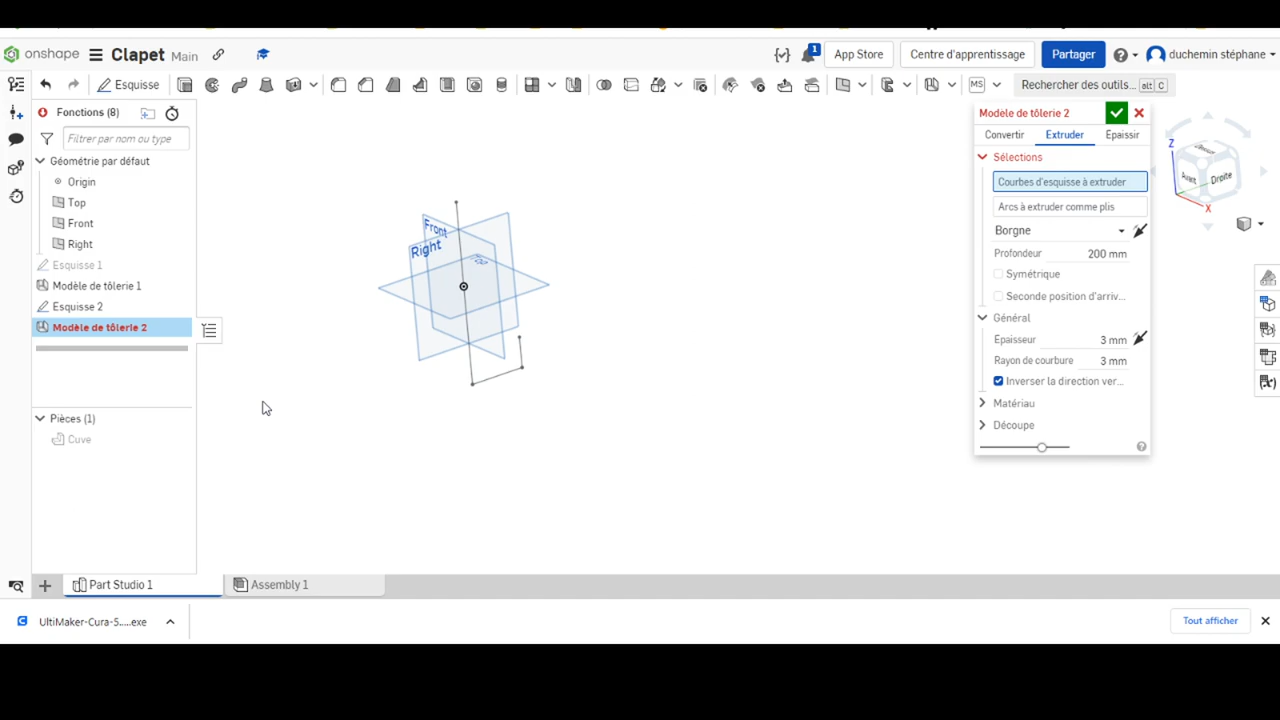 onshape Clapet Main
1 App Store Centre d'apprentissage Partager duchemin stéphane
Esquisse MS Rechercher des outils... alt C
Fonctions (8)
Filtrer par nom ou type
Géométrie par défaut
Origin
Top
Front
Right
Esquisse 1
Modèle de tôlerie 1
Esquisse 2
Modèle de tôlerie 2
Pièces (1)
Cuve
Front
Right
Top
Modèle de tôlerie 2
Convertir Extruder Epaissir
Sélections
Courbes d'esquisse à extruder
Arcs à extruder comme plis
Borgne
Profondeur 200 mm
Symétrique
Seconde position d'arriv...
Général
Epaisseur 3 mm
Rayon de courbure 3 mm
Inverser la direction ver...
Matériau
Découpe
Z
Avant Droite
X
Part Studio 1 Assembly 1
UltiMaker-Cura-5.....exe Tout afficher